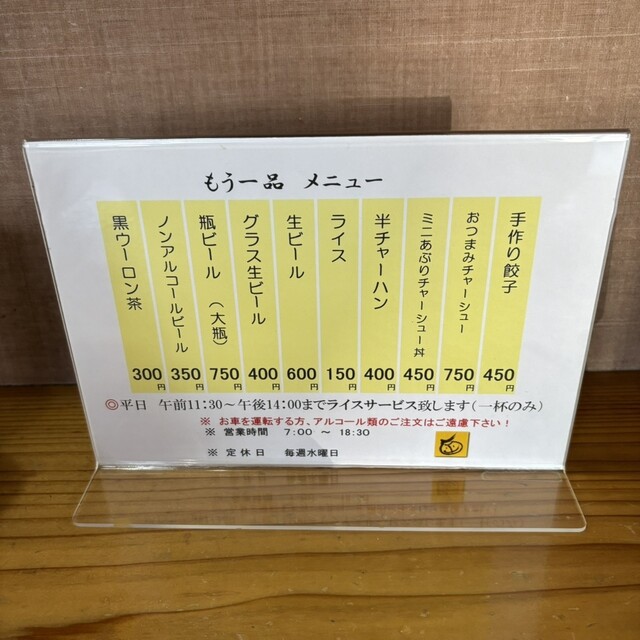 もう一品 メニュー
手作り餃子 450円
おつまみチャーシュー 750円
ミニあぶりチャーシュー丼 450円
半チャーハン 400円
ライス 150円
生ビール 600円
グラス生ビール 400円
瓶ビール (大瓶) 750円
ノンアルコールビール 350円
黒ウーロン茶 300円
◎平日 午前11:30～午後14:00までライスサービス致します(一杯のみ)
※ お車を運転する方、アルコール類のご注文はご遠慮下さい!
※ 営業時間 7:00 ～ 18:30
※ 定休日 毎週水曜日